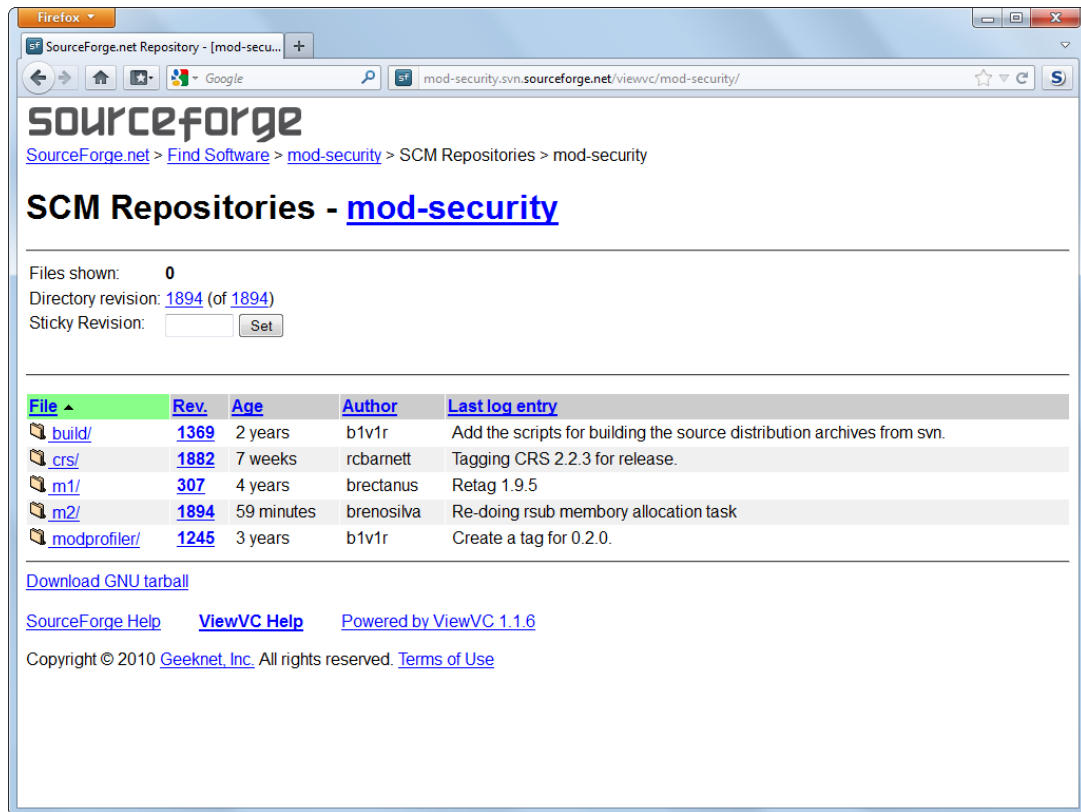 Firefox
SourceForge.net Repository - [mod-secu...
Google
mod-security.svn.sourceforge.net/viewvc/mod-security/
sourceforge
SourceForge.net > Find Software > mod-security > SCM Repositories > mod-security
SCM Repositories - mod-security
Files shown: 0
Directory revision: 1894 (of 1894)
Sticky Revision: Set
File Rev. Age Author Last log entry
build/ 1369 2 years b1v1r Add the scripts for building the source distribution archives from svn.
crs/ 1882 7 weeks rcbarnett Tagging CRS 2.2.3 for release.
m1/ 307 4 years brectanus Retag 1.9.5
m2/ 1894 59 minutes brenosilva Re-doing rsub membory allocation task
modprofiler/ 1245 3 years b1v1r Create a tag for 0.2.0.
Download GNU tarball
SourceForge Help ViewVC Help Powered by ViewVC 1.1.6
Copyright © 2010 Geeknet, Inc. All rights reserved. Terms of Use